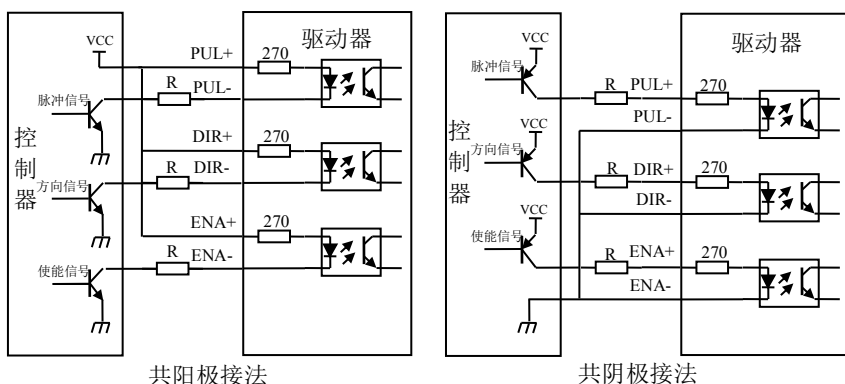 VCC
PUL+
270
驱动器
脉冲信号
R
PUL-
控制器
DIR+
270
方向信号
R
DIR-
ENA+
270
使能信号
R
ENA-
共阳极接法
VCC
驱动器
脉冲信号
R
PUL+
270
PUL-
控制器
VCC
方向信号
R
DIR+
270
DIR-
VCC
使能信号
R
ENA+
270
ENA-
共阴极接法